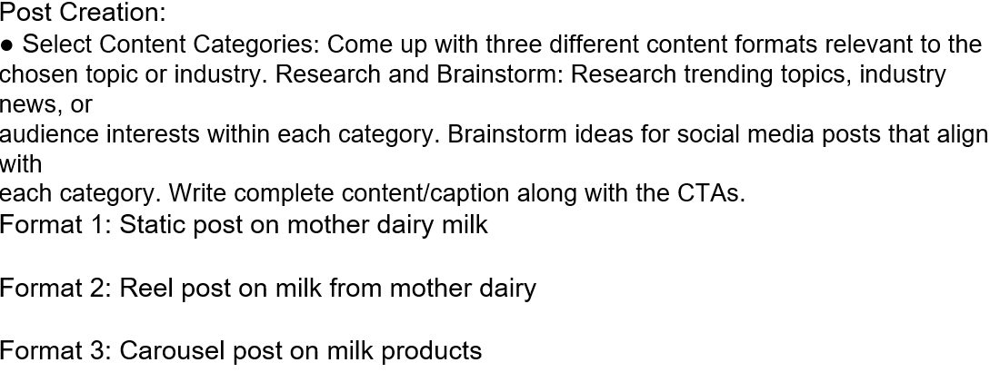 Post Creation:
● Select Content Categories: Come up with three different content formats relevant to the
chosen topic or industry. Research and Brainstorm: Research trending topics, industry
news, or
audience interests within each category. Brainstorm ideas for social media posts that align
with
each category. Write complete content/caption along with the CTAs.
Format 1: Static post on mother dairy milk
Format 2: Reel post on milk from mother dairy
Format 3: Carousel post on milk products